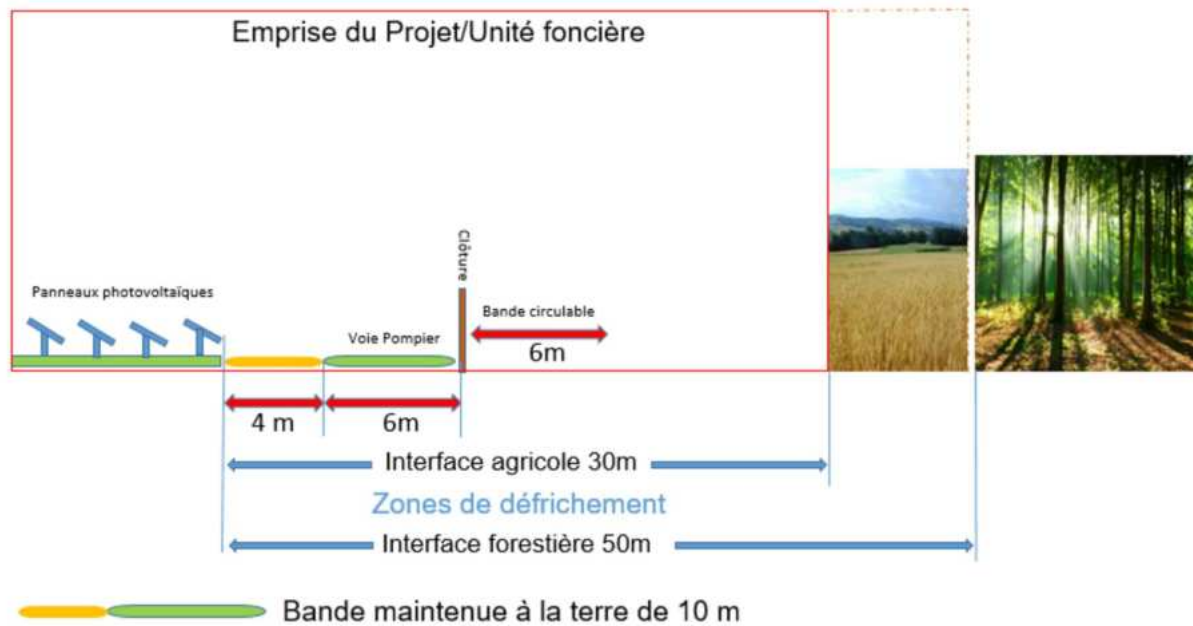 Emprise du Projet/Unité foncière
Panneaux photovoltaïques
Voie Pompier
Clôture
Bande circulable
6m
4 m
6m
Interface agricole 30m
Zones de défrichement
Interface forestière 50m
Bande maintenue à la terre de 10 m